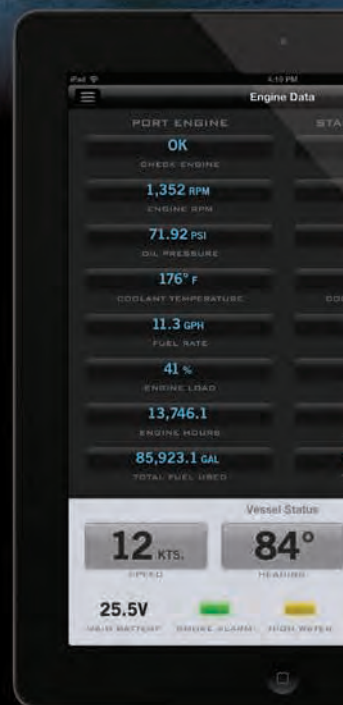 iPad
4:10 PM
Engine Data
PORT ENGINE STA
OK
CHECK ENGINE
1,352 RPM
ENGINE RPM
71.92 PSI
OIL PRESSURE
176° F
COOLANT TEMPERATURE COO
11.3 GPH
FUEL RATE
41 %
ENGINE LOAD
13,746.1
ENGINE HOURS
85,923.1 GAL
TOTAL FUEL USED
Vessel Status
12 KTS. 84°
SPEED HEADING
25.5V
MAIN BATTERY SMOKE ALARM HIGH WATER